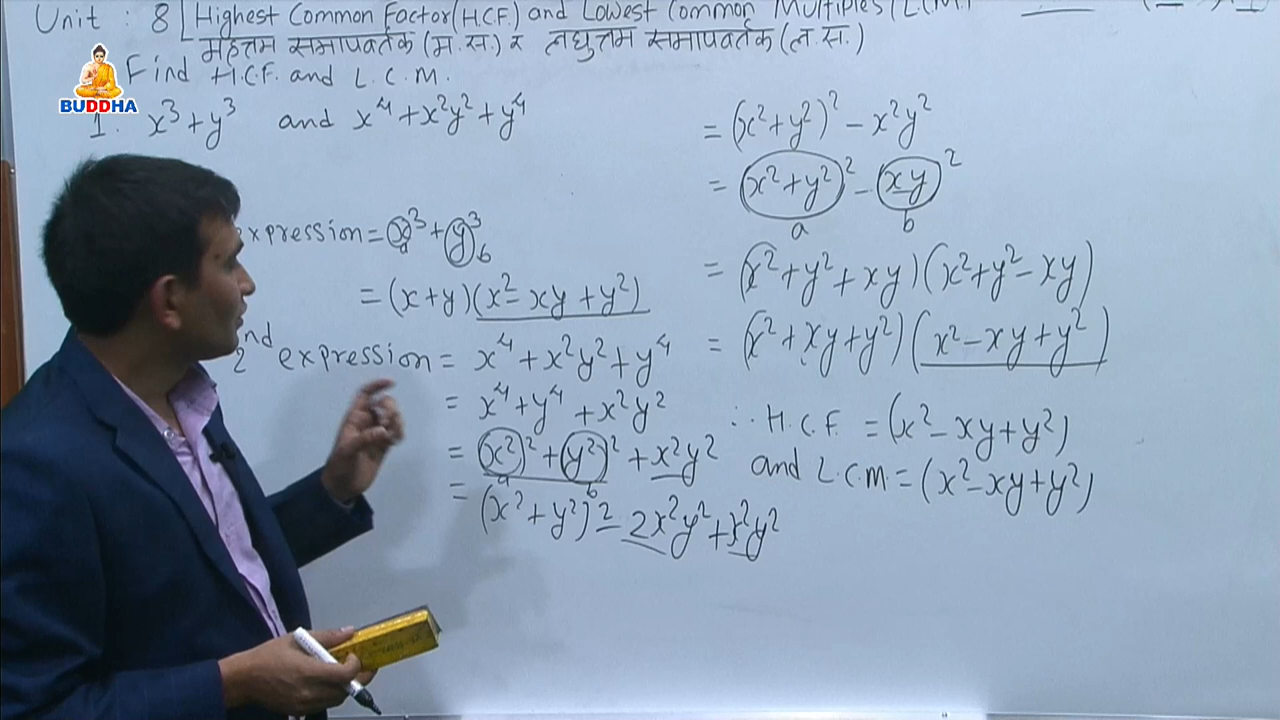 Unit : 8 Highest Common Factor (H.C.F.) and Lowest Common Multiples (L.C.M)
महत्तम समापवर्तक (म.स.) र लघुत्तम समापवर्तक (ल.स.)
Find H.C.F. and L.C.M.
BUDDHA
1. x³+y³ and x⁴+x²y²+y⁴
expression = x³+y³
a b
= (x+y)(x²-xy+y²)
2nd expression = x⁴+x²y²+y⁴
= x⁴+y⁴+x²y²
= (x²)²+(y²)²+x²y²
a b
= (x²+y²)²-2x²y²+x²y²
= (x²+y²)²-x²y²
= (x²+y²)²-(xy)²
a b
= (x²+y²+xy)(x²+y²-xy)
= (x²+xy+y²)(x²-xy+y²)
∴ H.C.F. = (x²-xy+y²)
and L.C.M = (x²-xy+y²)